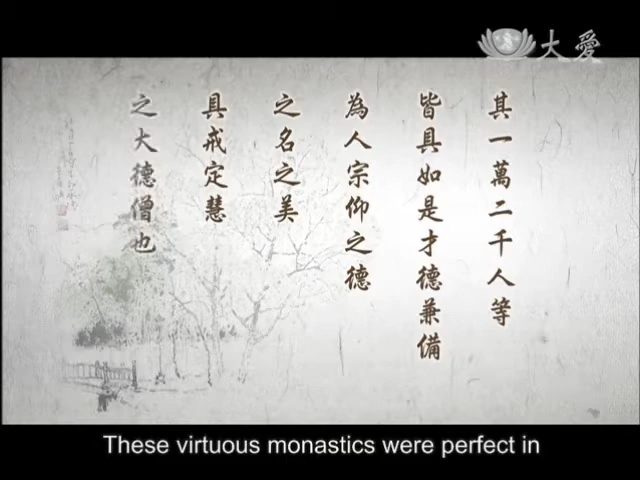 大愛
其一萬二千人等
皆具如是才德兼備
為人宗仰之德
之名之美
具戒定慧
之大德僧也
These virtuous monastics were perfect in